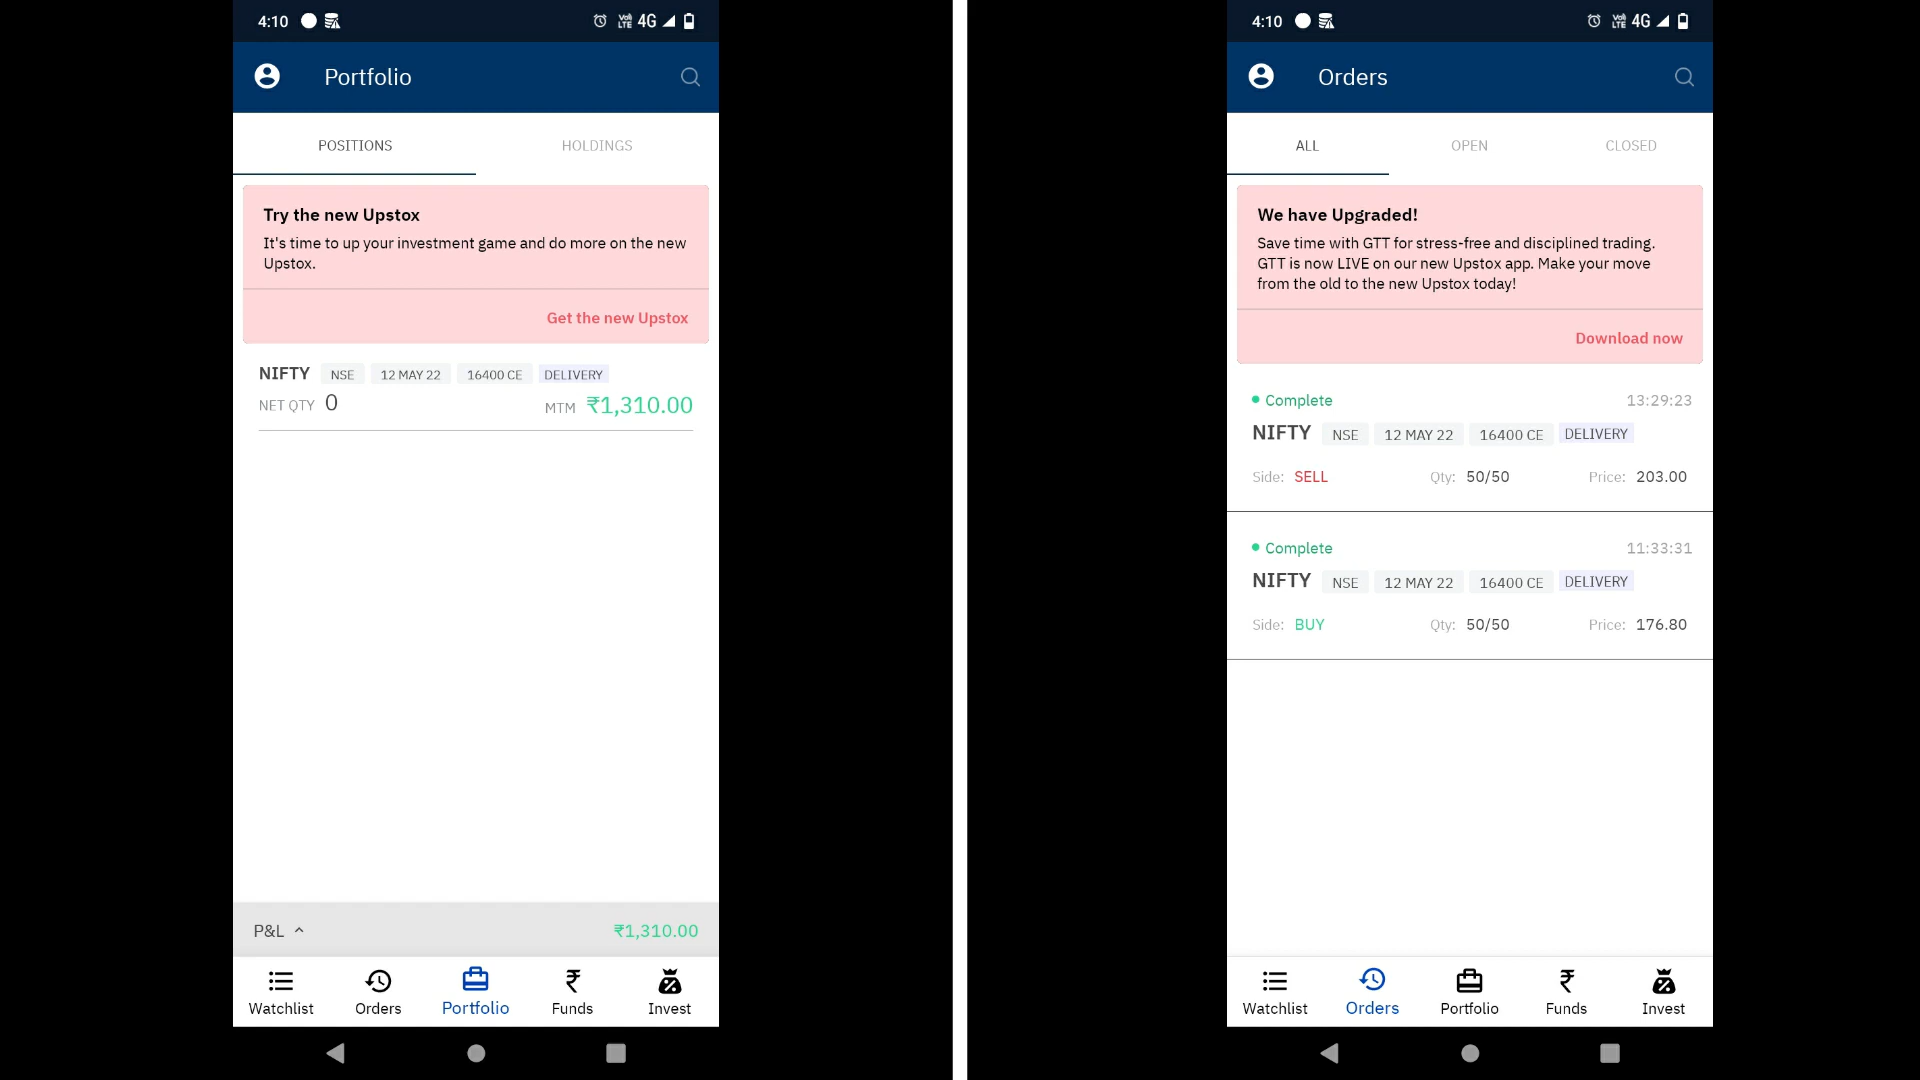 4:10 4G
Portfolio
POSITIONS HOLDINGS
Try the new Upstox
It's time to up your investment game and do more on the new
Upstox.
Get the new Upstox
NIFTY NSE 12 MAY 22 16400 CE DELIVERY
NET QTY 0 MTM ₹1,310.00
P&L ₹1,310.00
Watchlist Orders Portfolio Funds Invest
4:10 4G
Orders
ALL OPEN CLOSED
We have Upgraded!
Save time with GTT for stress-free and disciplined trading.
GTT is now LIVE on our new Upstox app. Make your move
from the old to the new Upstox today!
Download now
Complete 13:29:23
NIFTY NSE 12 MAY 22 16400 CE DELIVERY
Side: SELL Qty: 50/50 Price: 203.00
Complete 11:33:31
NIFTY NSE 12 MAY 22 16400 CE DELIVERY
Side: BUY Qty: 50/50 Price: 176.80
Watchlist Orders Portfolio Funds Invest